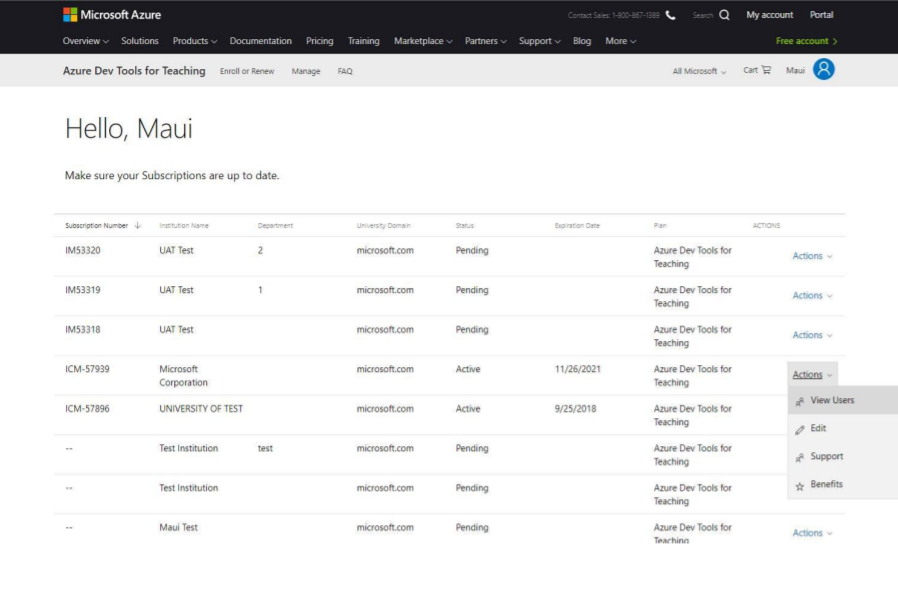 Microsoft Azure
Contact Sales: 1-800-867-1389 Search My account Portal
Overview Solutions Products Documentation Pricing Training Marketplace Partners Support Blog More Free account >
Azure Dev Tools for Teaching Enroll or Renew Manage FAQ All Microsoft Cart Maui
Hello, Maui
Make sure your Subscriptions are up to date.
Subscription Number ↓ Institution Name Department University Domain Status Expiration Date Plan ACTIONS
IM53320 UAT Test 2 microsoft.com Pending Azure Dev Tools for
Teaching
Actions
IM53319 UAT Test 1 microsoft.com Pending Azure Dev Tools for
Teaching
Actions
IM53318 UAT Test microsoft.com Pending Azure Dev Tools for
Teaching
Actions
ICM-57939 Microsoft microsoft.com Active 11/26/2021 Azure Dev Tools for
Corporation Teaching
Actions
View Users
Edit
Support
Benefits
ICM-57896 UNIVERSITY OF TEST microsoft.com Active 9/25/2018 Azure Dev Tools for
Teaching
-- Test Institution test microsoft.com Pending Azure Dev Tools for
Teaching
-- Test Institution microsoft.com Pending Azure Dev Tools for
Teaching
-- Maui Test microsoft.com Pending Azure Dev Tools for
Teaching
Actions